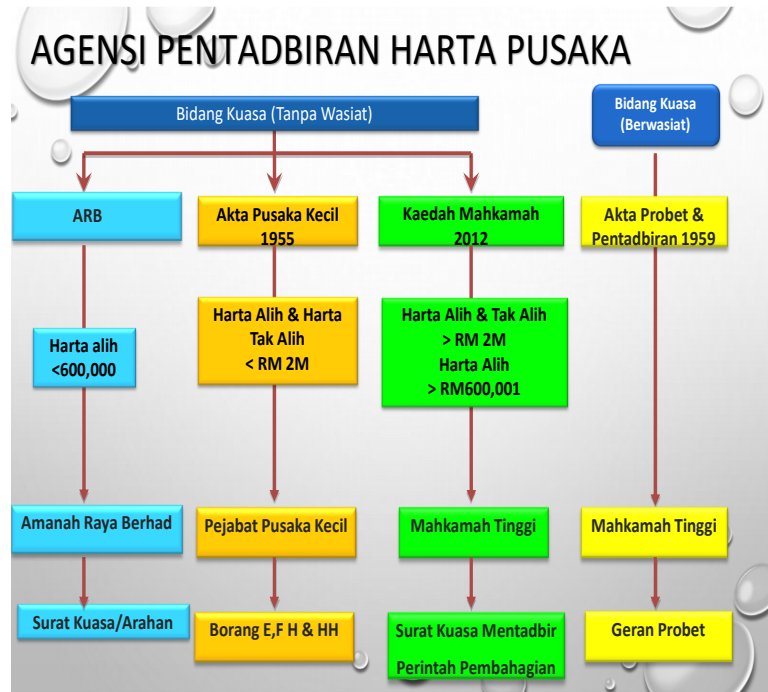 AGENSI PENTADBIRAN HARTA PUSAKA
Bidang Kuasa (Tanpa Wasiat)
Bidang Kuasa
(Berwasiat)
ARB
Akta Pusaka Kecil
1955
Kaedah Mahkamah
2012
Akta Probet &
Pentadbiran 1959
Harta alih
<600,000
Harta Alih & Harta
Tak Alih
< RM 2M
Harta Alih & Tak Alih
> RM 2M
Harta Alih
> RM600,001
Amanah Raya Berhad
Pejabat Pusaka Kecil
Mahkamah Tinggi
Mahkamah Tinggi
Surat Kuasa/Arahan
Borang E,F H & HH
Surat Kuasa Mentadbir
Perintah Pembahagian
Geran Probet